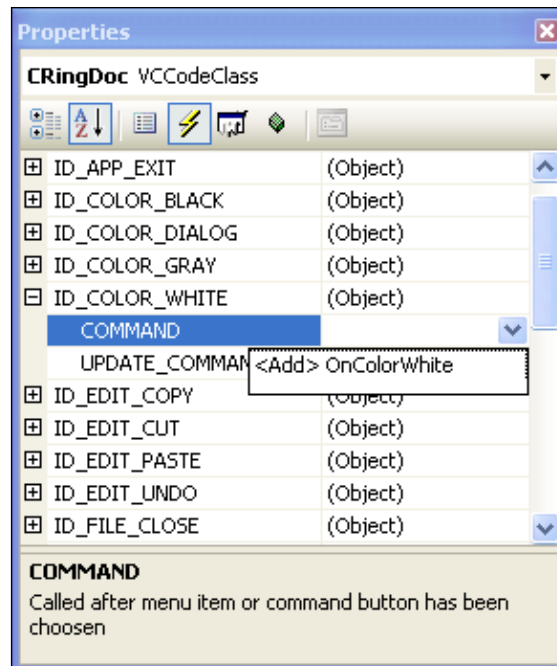 Properties
CRingDoc VCCodeClass
ID_APP_EXIT (Object)
ID_COLOR_BLACK (Object)
ID_COLOR_DIALOG (Object)
ID_COLOR_GRAY (Object)
ID_COLOR_WHITE (Object)
COMMAND
UPDATE_COMMAN
<Add> OnColorWhite
ID_EDIT_COPY (Object)
ID_EDIT_CUT (Object)
ID_EDIT_PASTE (Object)
ID_EDIT_UNDO (Object)
ID_FILE_CLOSE (Object)
COMMAND
Called after menu item or command button has been
choosen